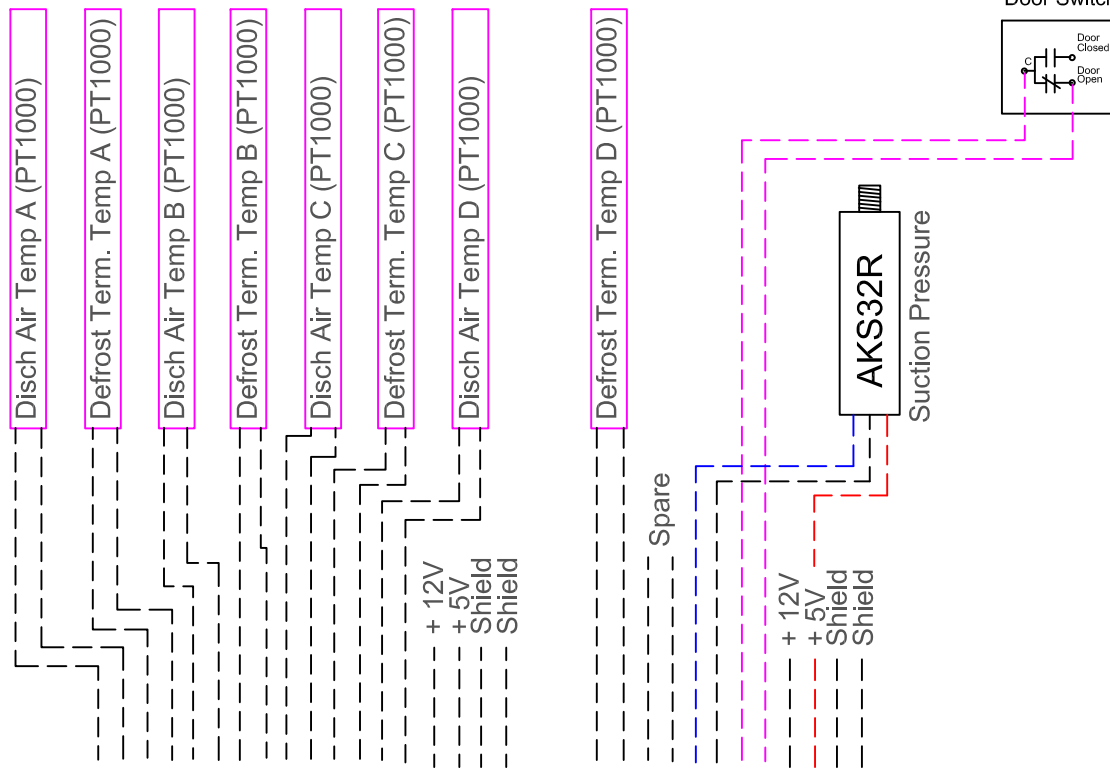 Door Switch
Door
Closed
C
Door
Open
Disch Air Temp A (PT1000)
Defrost Term. Temp A (PT1000)
Disch Air Temp B (PT1000)
Defrost Term. Temp B (PT1000)
Disch Air Temp C (PT1000)
Defrost Term. Temp C (PT1000)
Disch Air Temp D (PT1000)
Defrost Term. Temp D (PT1000)
AKS32R
Suction Pressure
Spare
+ 12V
+ 5V
Shield
Shield
+ 12V
+ 5V
Shield
Shield